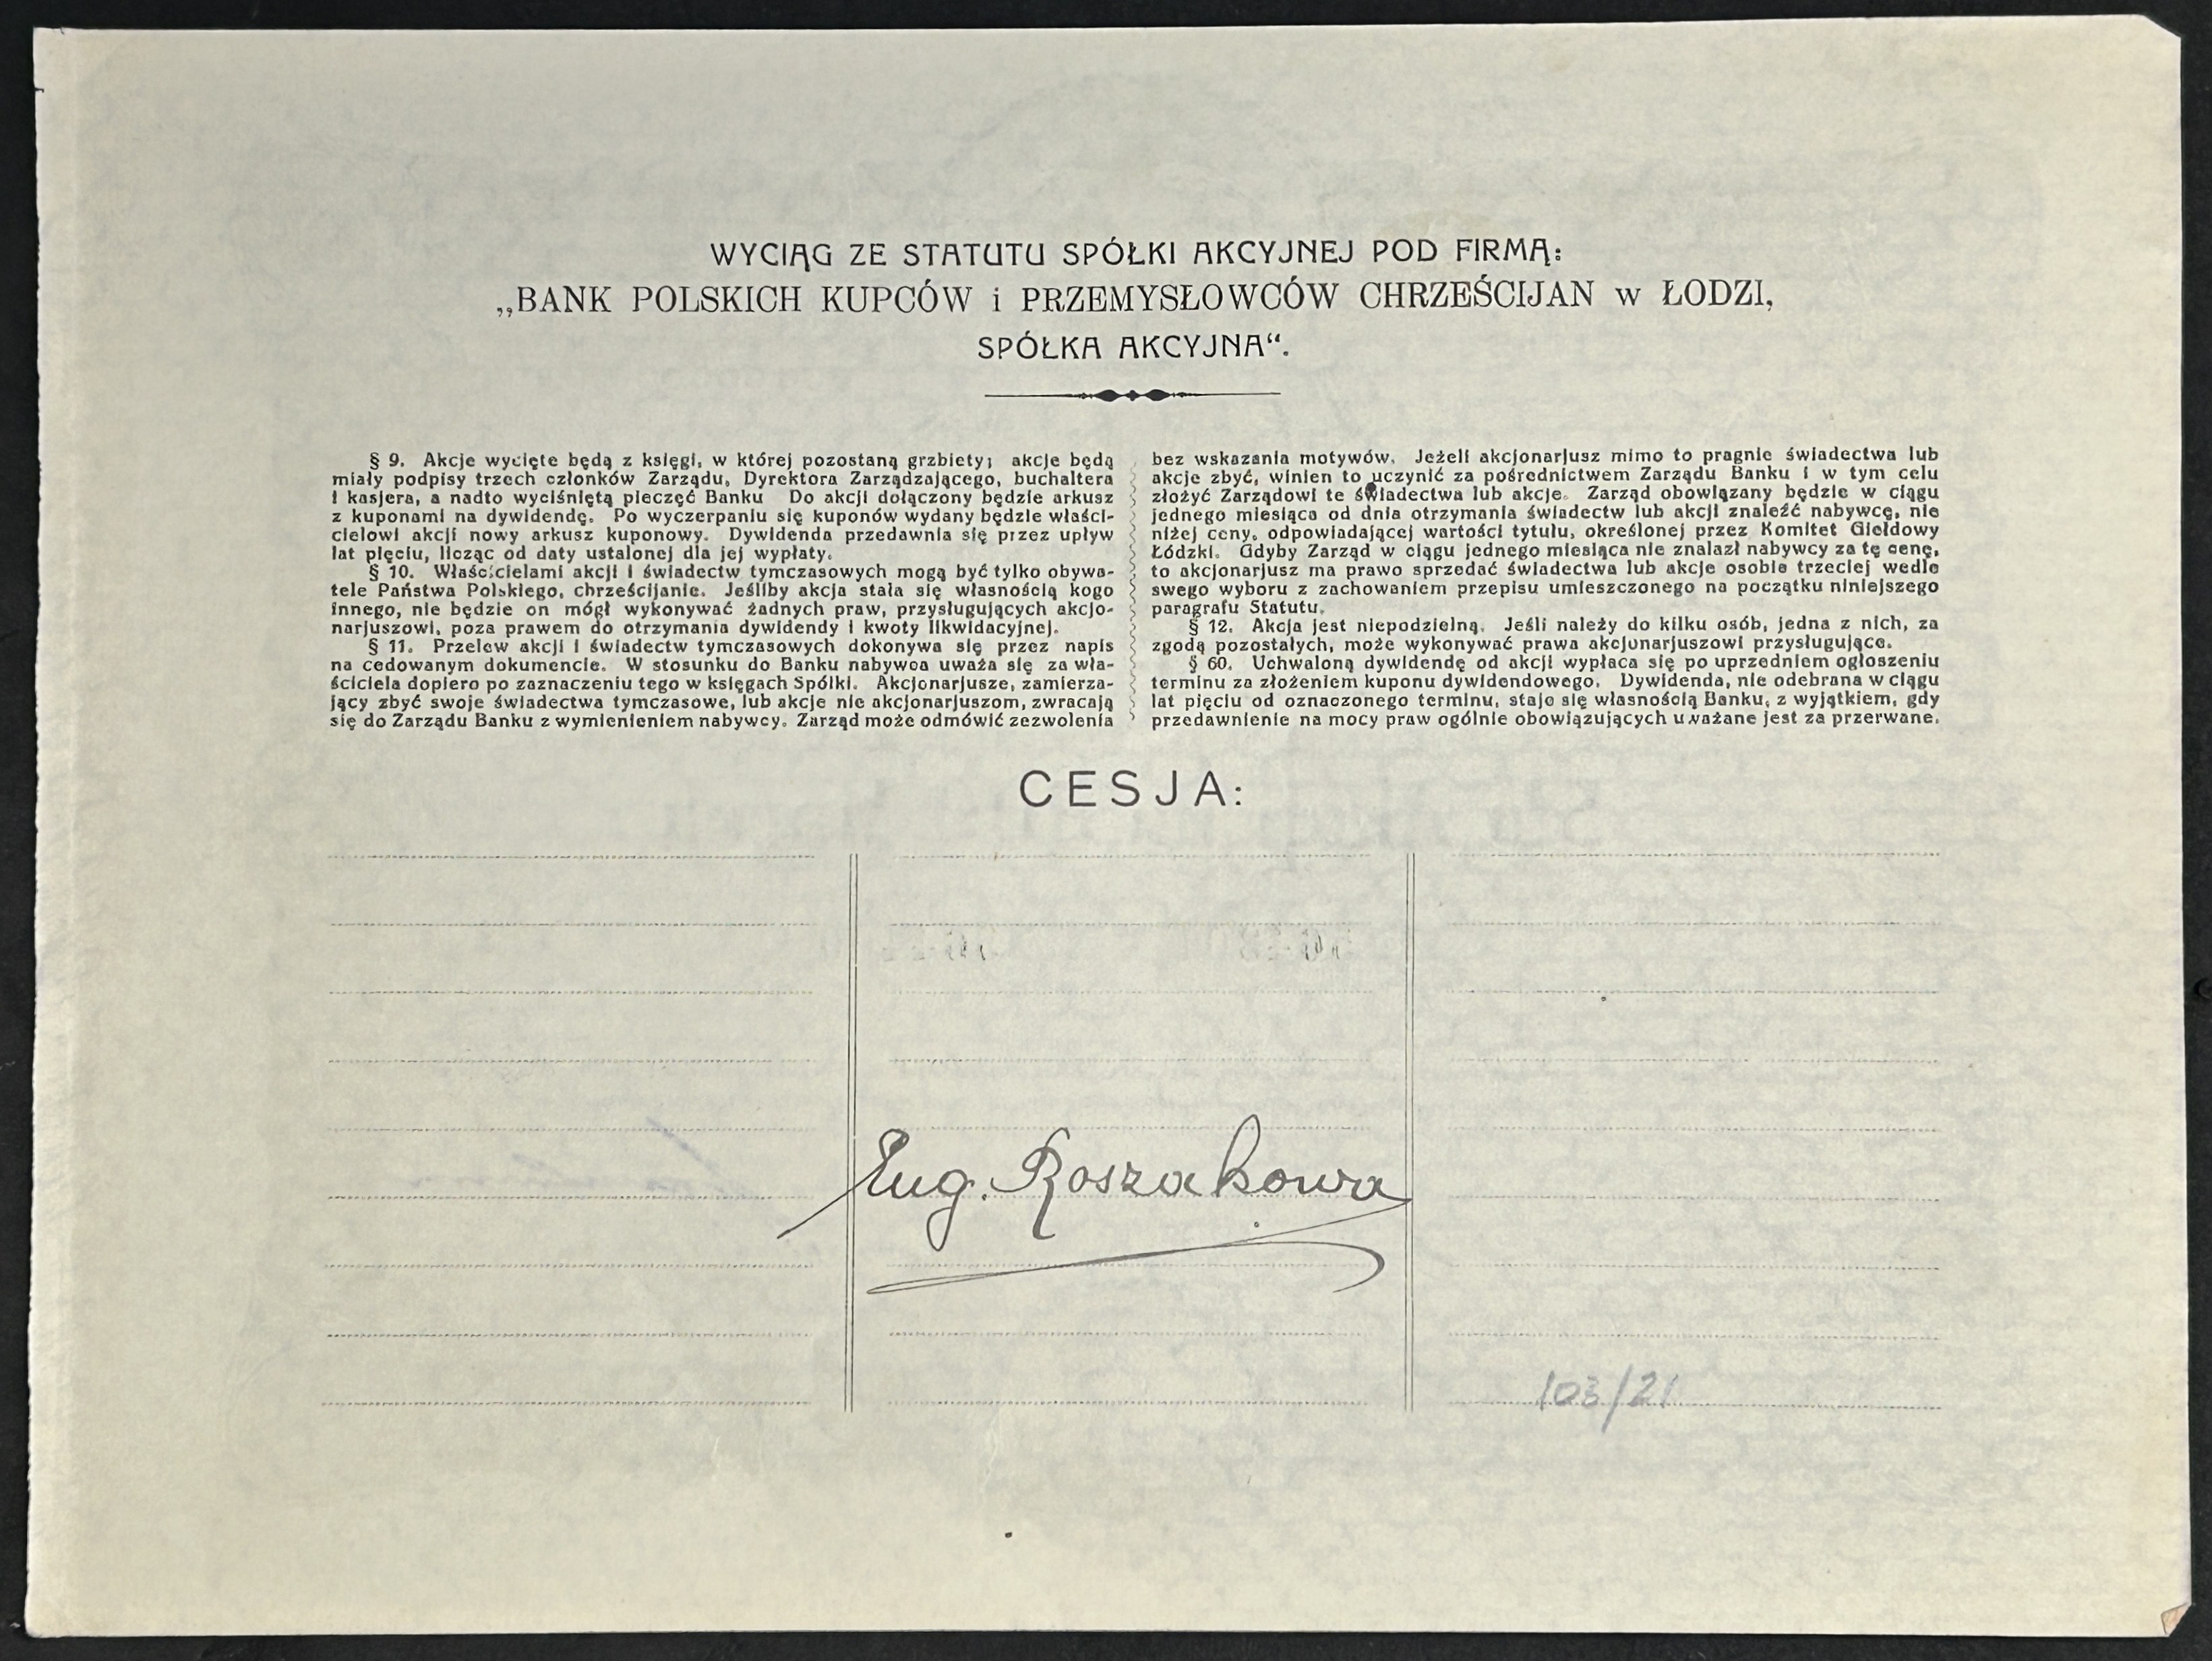 WYCIĄG ZE STATUTU SPÓŁKI AKCYJNEJ POD FIRMĄ:
„BANK POLSKICH KUPCÓW i PRZEMYSŁOWCÓW CHRZEŚCIJAN w ŁODZI,
SPÓŁKA AKCYJNA“.
§ 9. Akcje wycięte będą z księgi, w której pozostaną grzbiety; akcje będą
miały podpisy trzech członków Zarządu, Dyrektora Zarządzającego, buchaltera
i kasjera, a nadto wyciśniętą pieczęć Banku Do akcji dołączony będzie arkusz
z kuponami na dywidendę. Po wyczerpaniu się kuponów wydany będzie właści-
cielowi akcji nowy arkusz kuponowy. Dywidenda przedawnia się przez upływ
lat pięciu, licząc od daty ustalonej dla jej wypłaty.
§ 10. Właścicielami akcji i świadectw tymczasowych mogą być tylko obywa-
tele Państwa Polskiego, chrześcijanie. Jeśliby akcja stała się własnością kogo
innego, nie będzie on mógł wykonywać żadnych praw, przysługujących akcjo-
narjuszowi, poza prawem do otrzymania dywidendy i kwoty likwidacyjnej.
§ 11. Przelew akcji i świadectw tymczasowych dokonywa się przez napis
na cedowanym dokumencie. W stosunku do Banku nabywca uważa się za wła-
ściciela dopiero po zaznaczeniu tego w księgach Spółki. Akcjonarjusze, zamierza-
jący zbyć swoje świadectwa tymczasowe, lub akcje nie akcjonarjuszom, zwracają
się do Zarządu Banku z wymienieniem nabywcy. Zarząd może odmówić zezwolenia
bez wskazania motywów. Jeżeli akcjonarjusz mimo to pragnie świadectwa lub
akcje zbyć, winien to uczynić za pośrednictwem Zarządu Banku i w tym celu
złożyć Zarządowi te świadectwa lub akcje. Zarząd obowiązany będzie w ciągu
jednego miesiąca od dnia otrzymania świadectw lub akcji znaleźć nabywcę, nie
niżej ceny, odpowiadającej wartości tytułu, określonej przez Komitet Giełdowy
Łódzki. Gdyby Zarząd w ciągu jednego miesiąca nie znalazł nabywcy za tę cenę,
to akcjonarjusz ma prawo sprzedać świadectwa lub akcje osobie trzeciej wedle
swego wyboru z zachowaniem przepisu umieszczonego na początku niniejszego
paragrafu Statutu.
§ 12. Akcja jest niepodzielną. Jeśli należy do kilku osób, jedna z nich, za
zgodą pozostałych, może wykonywać prawa akcjonarjuszowi przysługujące.
§ 60. Uchwaloną dywidendę od akcji wypłaca się po uprzedniem ogłoszeniu
terminu za złożeniem kuponu dywidendowego. Dywidenda, nie odebrana w ciągu
lat pięciu od oznaczonego terminu, staje się własnością Banku, z wyjątkiem, gdy
przedawnienie na mocy praw ogólnie obowiązujących uważane jest za przerwane.
CESJA:
Eug. Roszakowa
103/21